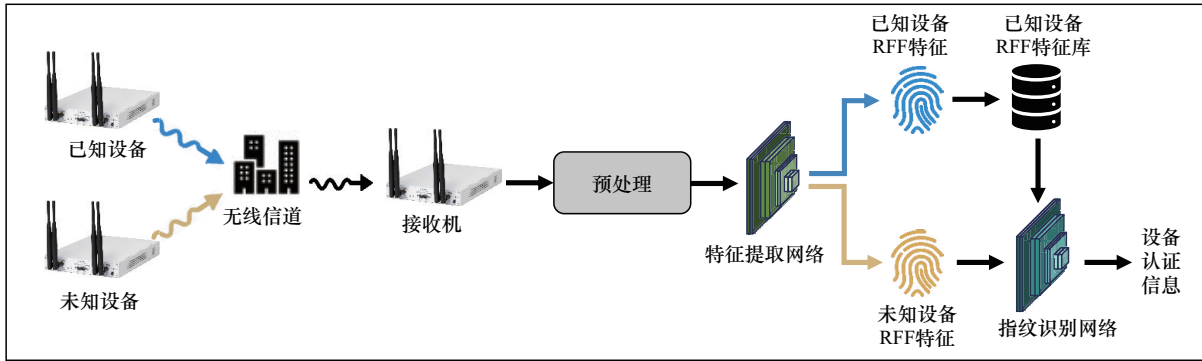 已知设备
未知设备
无线信道
接收机
预处理
特征提取网络
已知设备
RFF特征
已知设备
RFF特征库
未知设备
RFF特征
指纹识别网络
设备
认证
信息